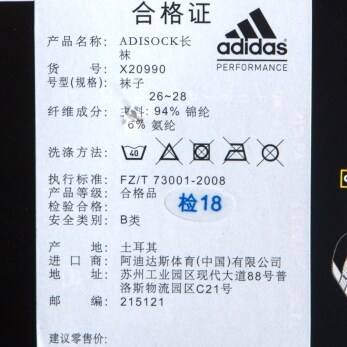 合格证
adidas
PERFORMANCE
产品名称: ADISOCK长
袜
货 号: X20990
号型(规格): 袜子
26~28
纤维成分: 料: 94% 锦纶
6% 氨纶
洗涤方法: 40
执行标准: FZ/T 73001-2008
产品等级: 合格品
检验合格: 检18
安全类别: B类
产 地: 土耳其
进 口 商: 阿迪达斯体育(中国)有限公司
地 址: 苏州工业园区现代大道88号普
洛斯物流园区C21号
邮 编: 215121
建议零售价: